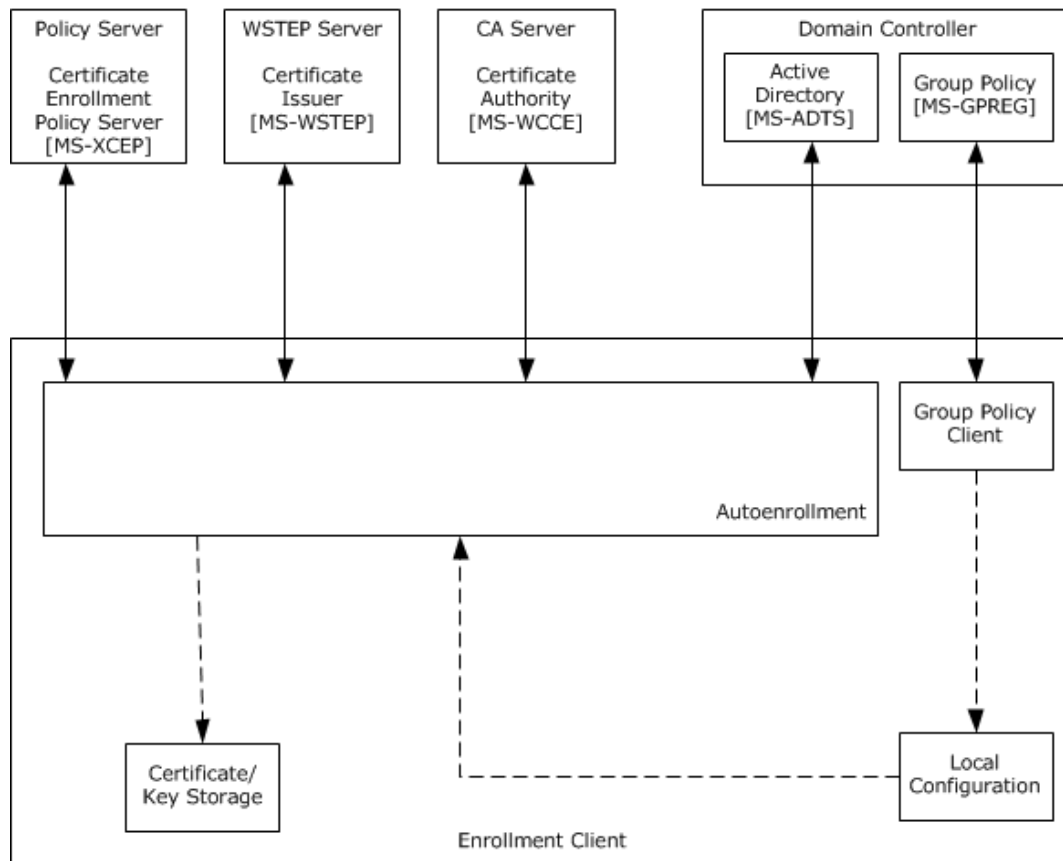 Policy Server
Certificate
Enrollment
Policy Server
[MS-XCEP]
WSTEP Server
Certificate
Issuer
[MS-WSTEP]
CA Server
Certificate
Authority
[MS-WCCE]
Domain Controller
Active
Directory
[MS-ADTS]
Group Policy
[MS-GPREG]
Autoenrollment
Group Policy
Client
Certificate/
Key Storage
Local
Configuration
Enrollment Client